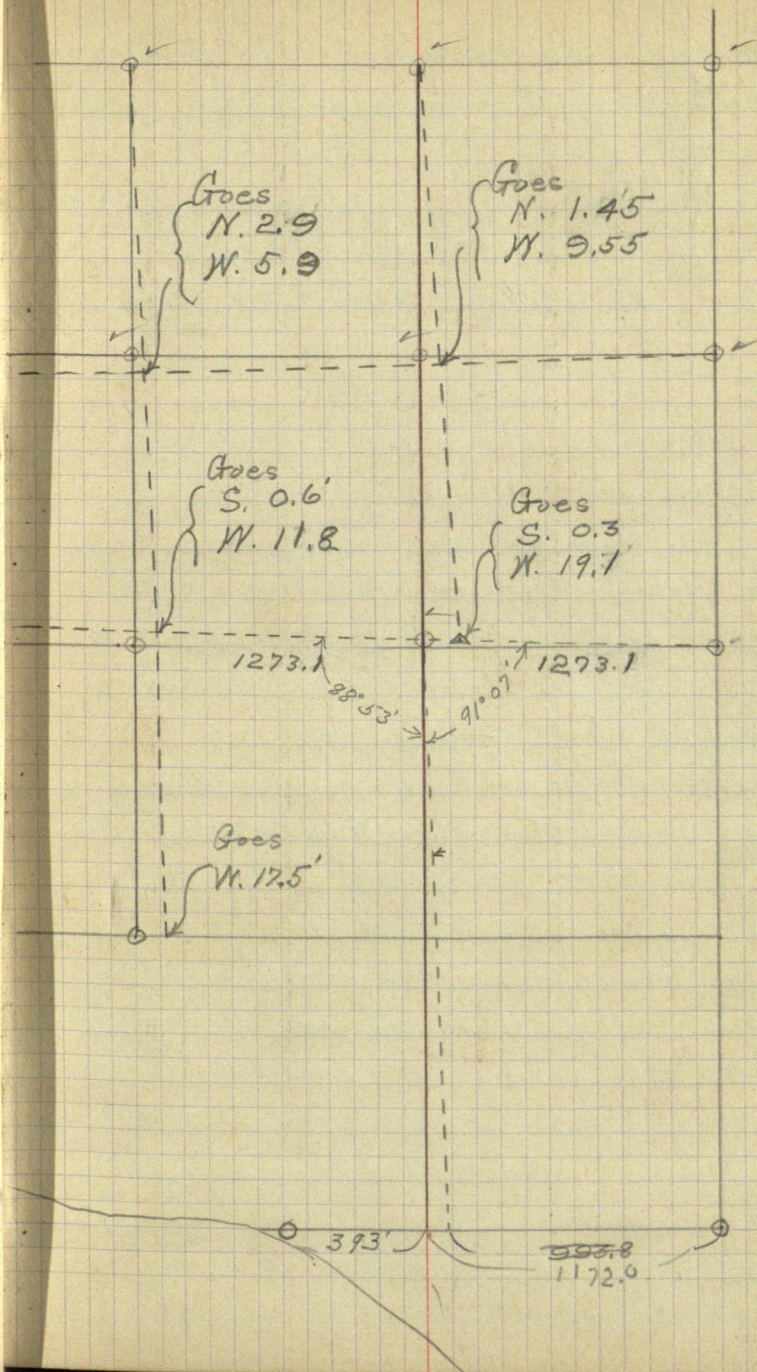 Goes
N. 2.9
W. 5.9
Goes
N. 1.45
W. 9.55
Goes
S. 0.6'
W. 11.8
Goes
S. 0.3
W. 19.1'
1273.1
1273.1
88°53'
91°07'
Goes
W. 17.5'
393'
993.8
1172.0